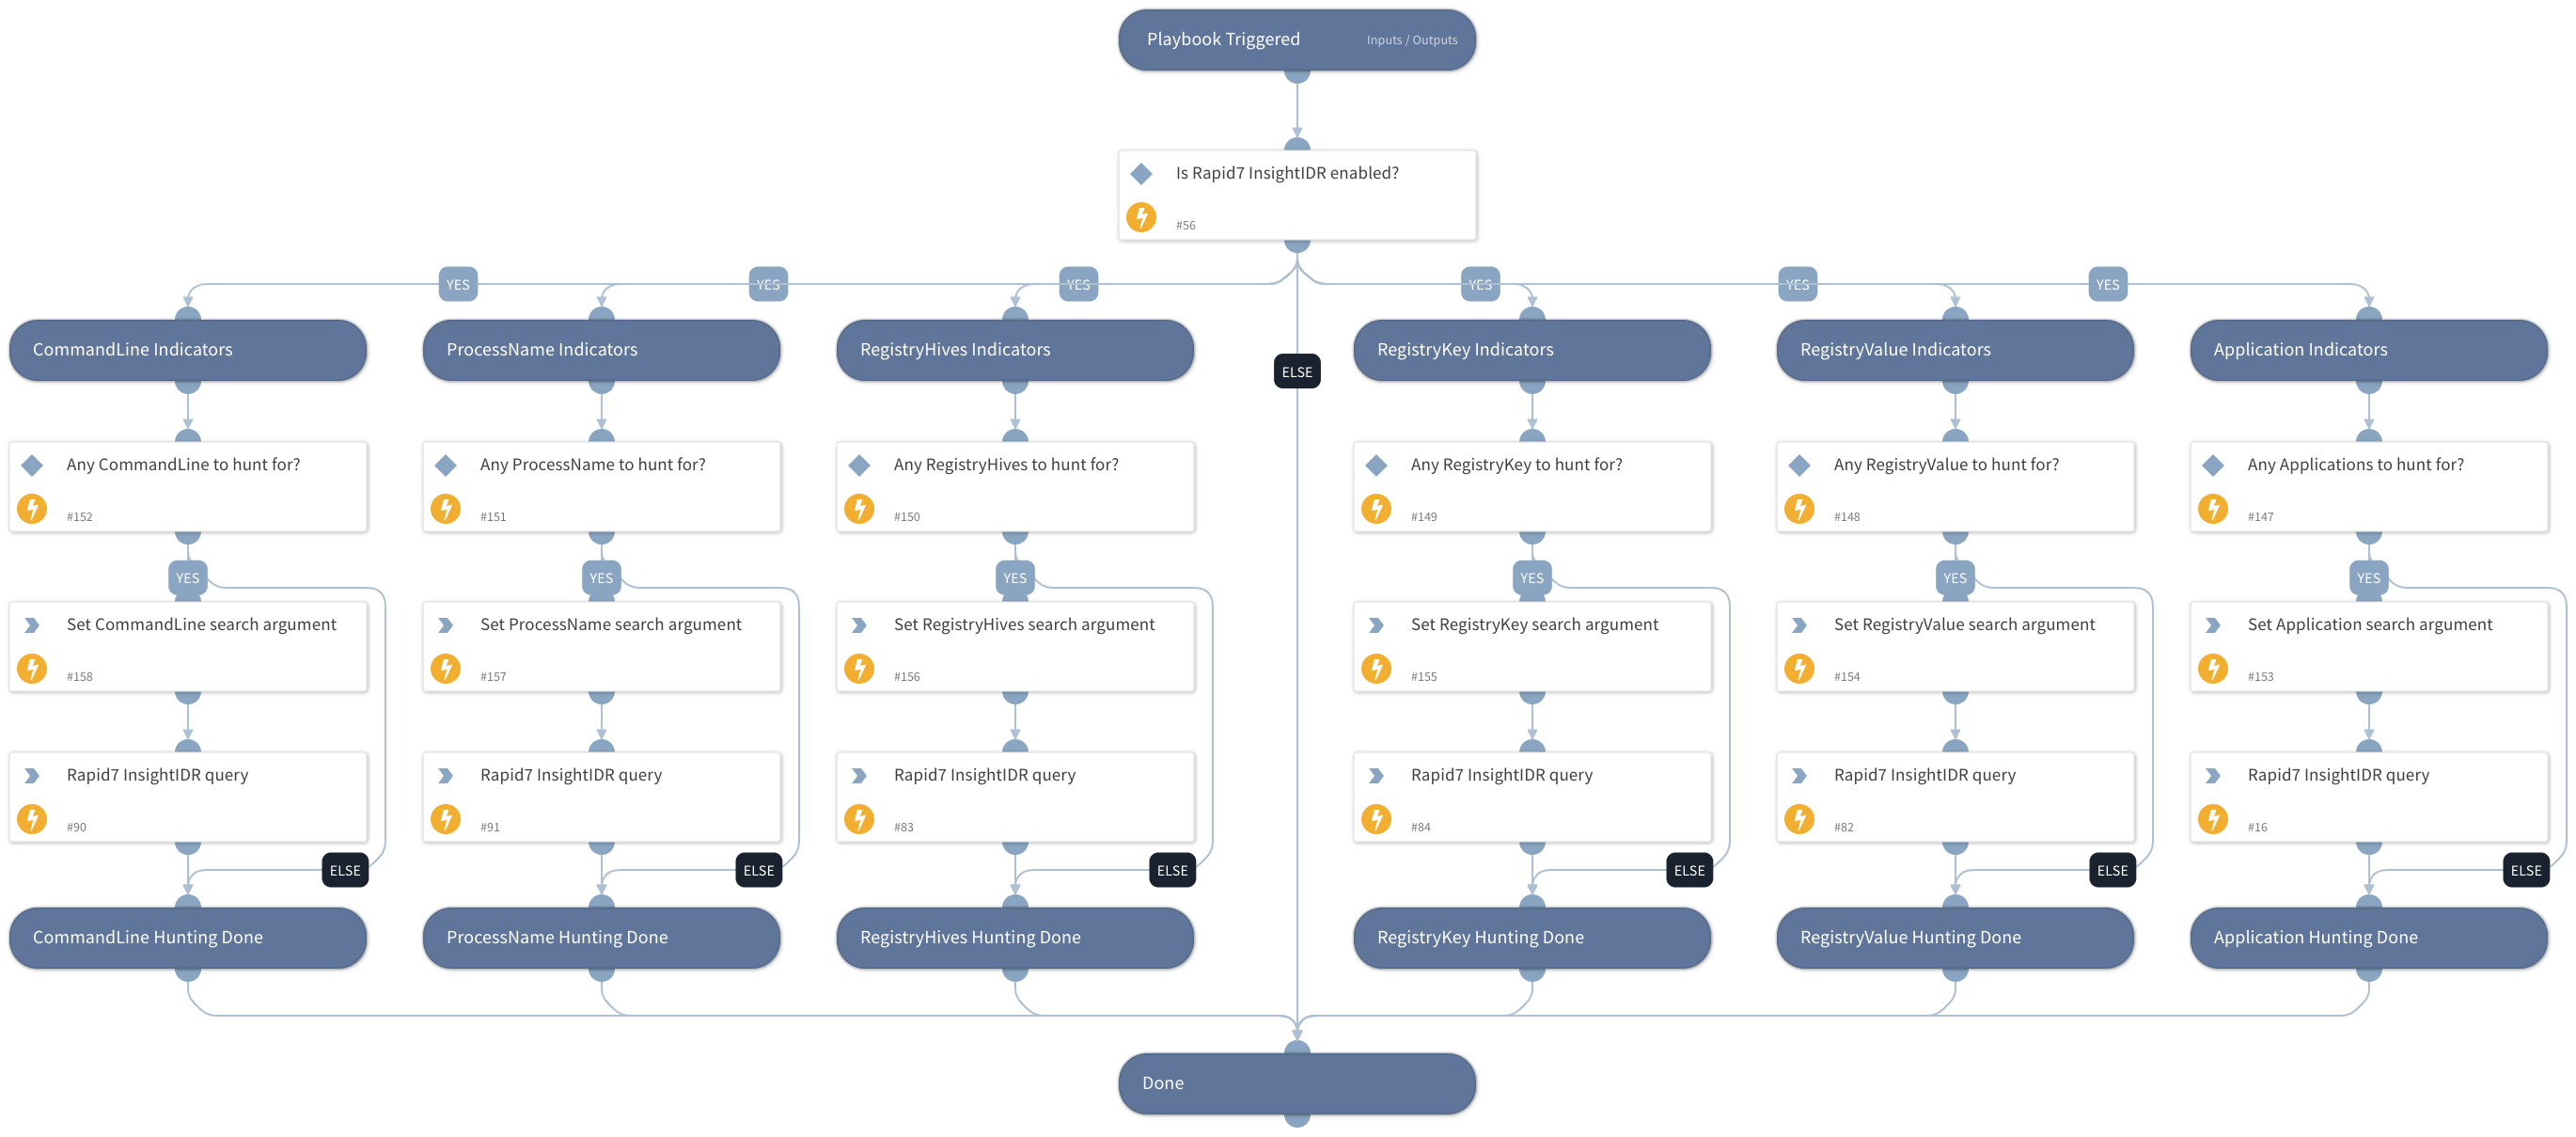 Playbook Triggered
Inputs / Outputs
Is Rapid7 InsightIDR enabled?
#56
YES
YES
YES
YES
YES
YES
CommandLine Indicators
ProcessName Indicators
RegistryHives Indicators
ELSE
RegistryKey Indicators
RegistryValue Indicators
Application Indicators
Any CommandLine to hunt for?
#152
Any ProcessName to hunt for?
#151
Any RegistryHives to hunt for?
#150
Any RegistryKey to hunt for?
#149
Any RegistryValue to hunt for?
#148
Any Applications to hunt for?
#147
YES
YES
YES
YES
YES
YES
Set CommandLine search argument
#158
Set ProcessName search argument
#157
Set RegistryHives search argument
#156
Set RegistryKey search argument
#155
Set RegistryValue search argument
#154
Set Application search argument
#153
Rapid7 InsightIDR query
#90
Rapid7 InsightIDR query
#91
Rapid7 InsightIDR query
#83
Rapid7 InsightIDR query
#84
Rapid7 InsightIDR query
#82
Rapid7 InsightIDR query
#16
ELSE
ELSE
ELSE
ELSE
ELSE
ELSE
CommandLine Hunting Done
ProcessName Hunting Done
RegistryHives Hunting Done
RegistryKey Hunting Done
RegistryValue Hunting Done
Application Hunting Done
Done